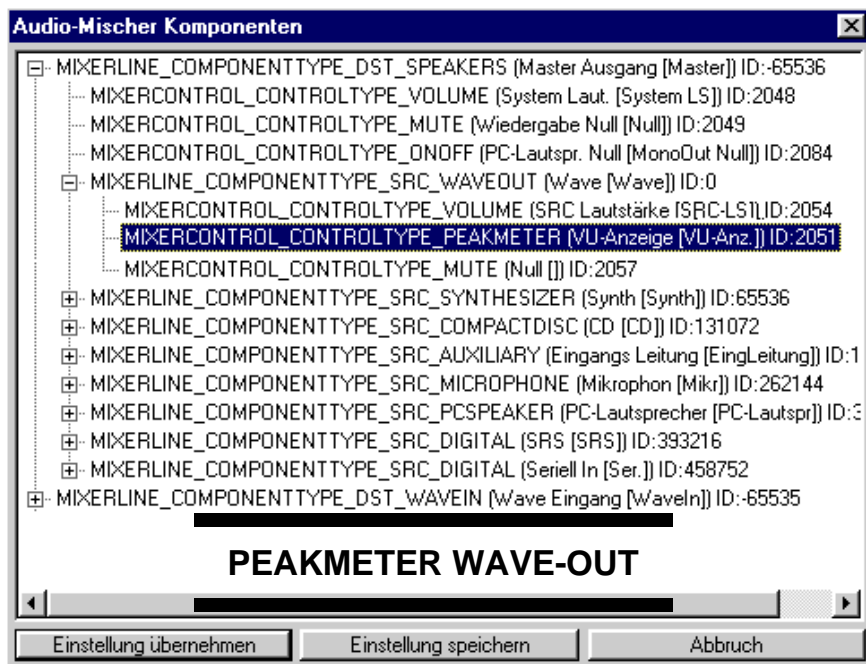 Audio-Mischer Komponenten
MIXERLINE_COMPONENTTYPE_DST_SPEAKERS (Master Ausgang [Master]) ID:-65536
MIXERCONTROL_CONTROLTYPE_VOLUME (System Laut. [System LS]) ID:2048
MIXERCONTROL_CONTROLTYPE_MUTE (Wiedergabe Null [Null]) ID:2049
MIXERCONTROL_CONTROLTYPE_ONOFF (PC-Lautspr. Null [MonoOut Null]) ID:2084
MIXERLINE_COMPONENTTYPE_SRC_WAVEOUT (Wave [Wave]) ID:0
MIXERCONTROL_CONTROLTYPE_VOLUME (SRC Lautstärke [SRC-LS]) ID:2054
MIXERCONTROL_CONTROLTYPE_PEAKMETER (VU-Anzeige [VU-Anz.]) ID:2051
MIXERCONTROL_CONTROLTYPE_MUTE (Null []) ID:2057
MIXERLINE_COMPONENTTYPE_SRC_SYNTHESIZER (Synth [Synth]) ID:65536
MIXERLINE_COMPONENTTYPE_SRC_COMPACTDISC (CD [CD]) ID:131072
MIXERLINE_COMPONENTTYPE_SRC_AUXILIARY (Eingangs Leitung [EingLeitung]) ID:1
MIXERLINE_COMPONENTTYPE_SRC_MICROPHONE (Mikrophon [Mikr]) ID:262144
MIXERLINE_COMPONENTTYPE_SRC_PCSPEAKER (PC-Lautsprecher [PC-Lautspr]) ID:3
MIXERLINE_COMPONENTTYPE_SRC_DIGITAL (SRS [SRS]) ID:393216
MIXERLINE_COMPONENTTYPE_SRC_DIGITAL (Seriell In [Ser.]) ID:458752
MIXERLINE_COMPONENTTYPE_DST_WAVEIN (Wave Eingang [WaveIn]) ID:-65535
PEAKMETER WAVE-OUT
Einstellung übernehmen
Einstellung speichern
Abbruch